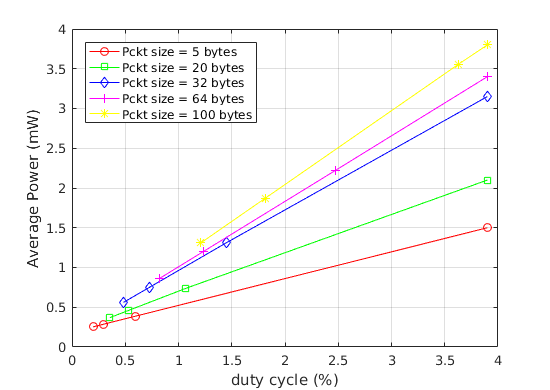 4
3.5
3
2.5
2
1.5
1
0.5
0
Average Power (mW)
Pckt size = 5 bytes
Pckt size = 20 bytes
Pckt size = 32 bytes
Pckt size = 64 bytes
Pckt size = 100 bytes
0 0.5 1 1.5 2 2.5 3 3.5 4
duty cycle (%)